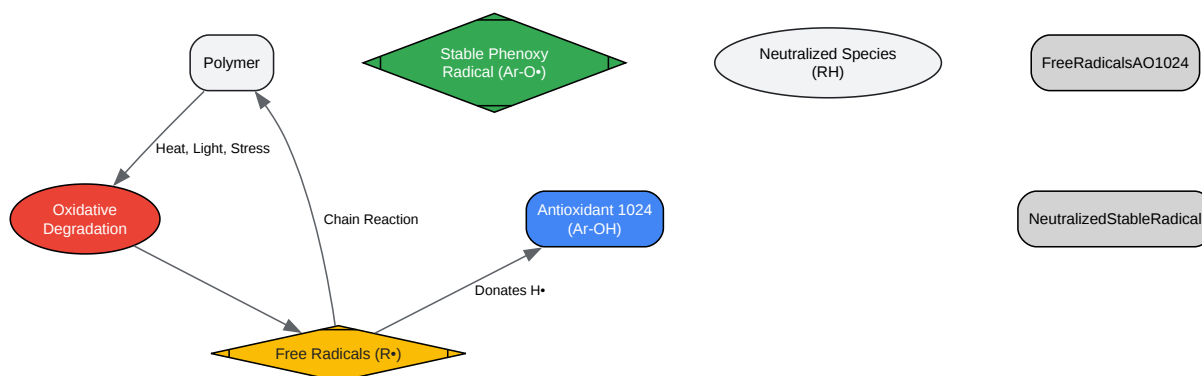 Polymer
Stable Phenoxy
Radical (Ar-O•)
Neutralized Species
(RH)
FreeRadicalsAO1024
Heat, Light, Stress
Oxidative
Degradation
Chain Reaction
Antioxidant 1024
(Ar-OH)
NeutralizedStableRadical
Donates H•
Free Radicals (R•)